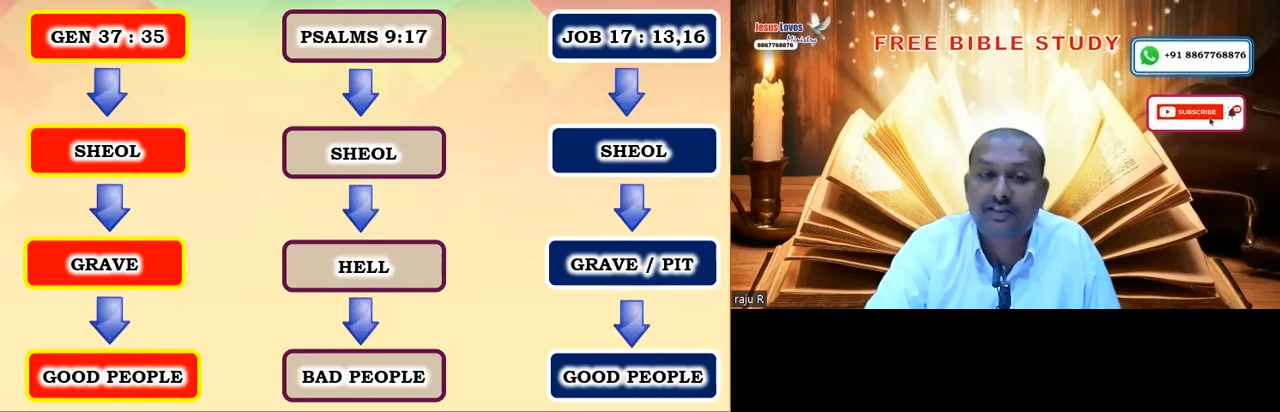 GEN 37 : 35
SHEOL
GRAVE
GOOD PEOPLE
PSALMS 9:17
SHEOL
HELL
BAD PEOPLE
JOB 17 : 13,16
SHEOL
GRAVE / PIT
GOOD PEOPLE
Jesus Loves
Ministry
8867768876
FREE BIBLE STUDY
+91 8867768876
SUBSCRIBE
raju R